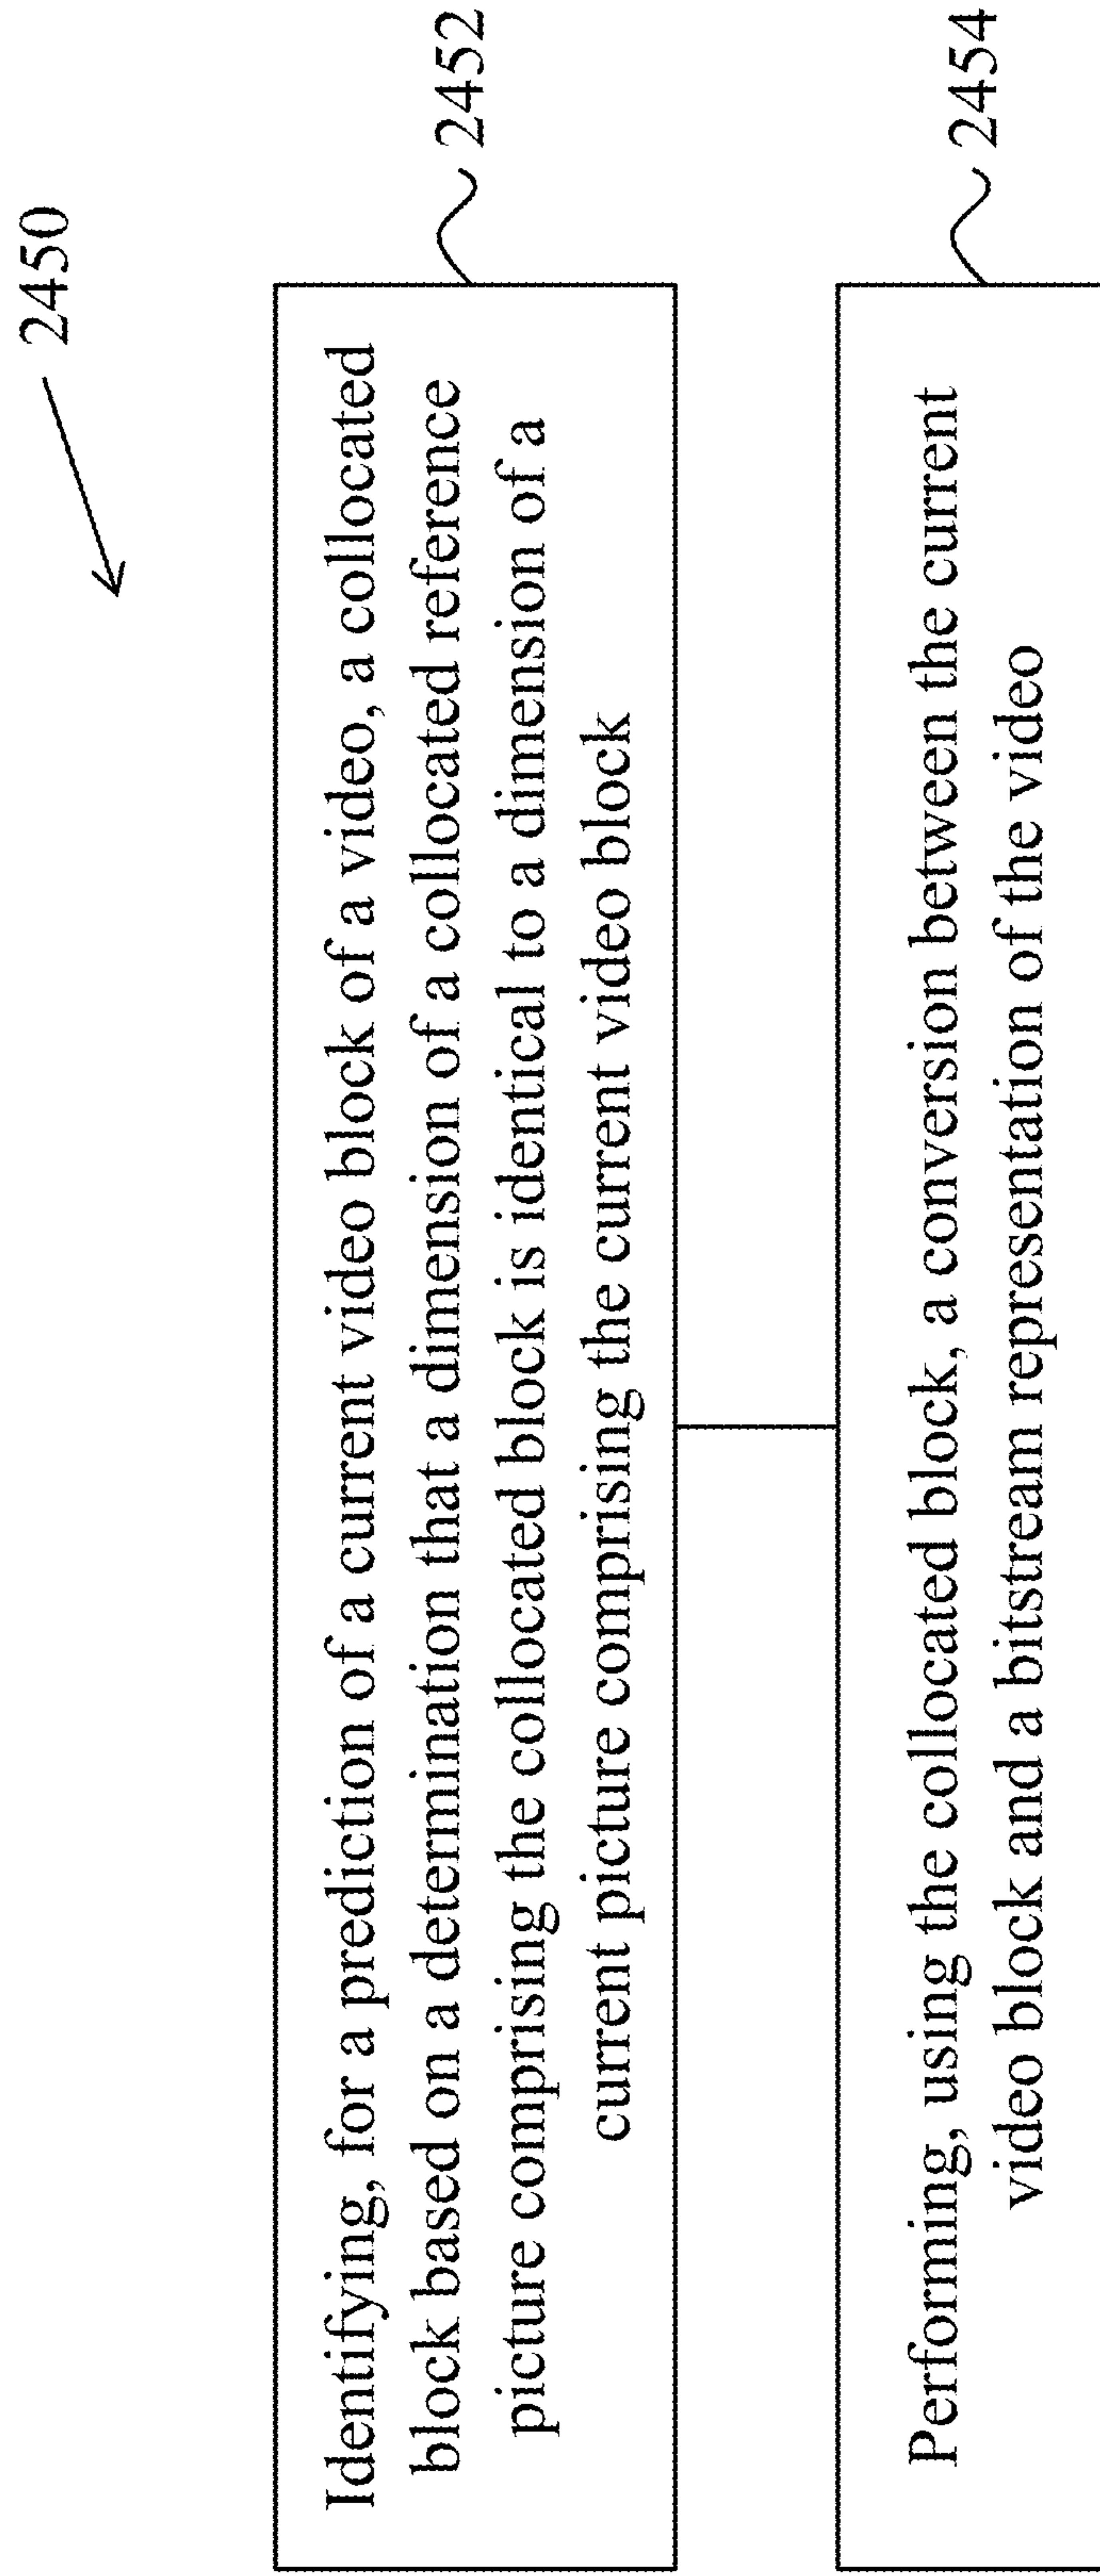 2450
Identifying, for a prediction of a current video block of a video, a collocated
block based on a determination that a dimension of a collocated reference
picture comprising the collocated block is identical to a dimension of a
current picture comprising the current video block
2452
Performing, using the collocated block, a conversion between the current
video block and a bitstream representation of the video
2454